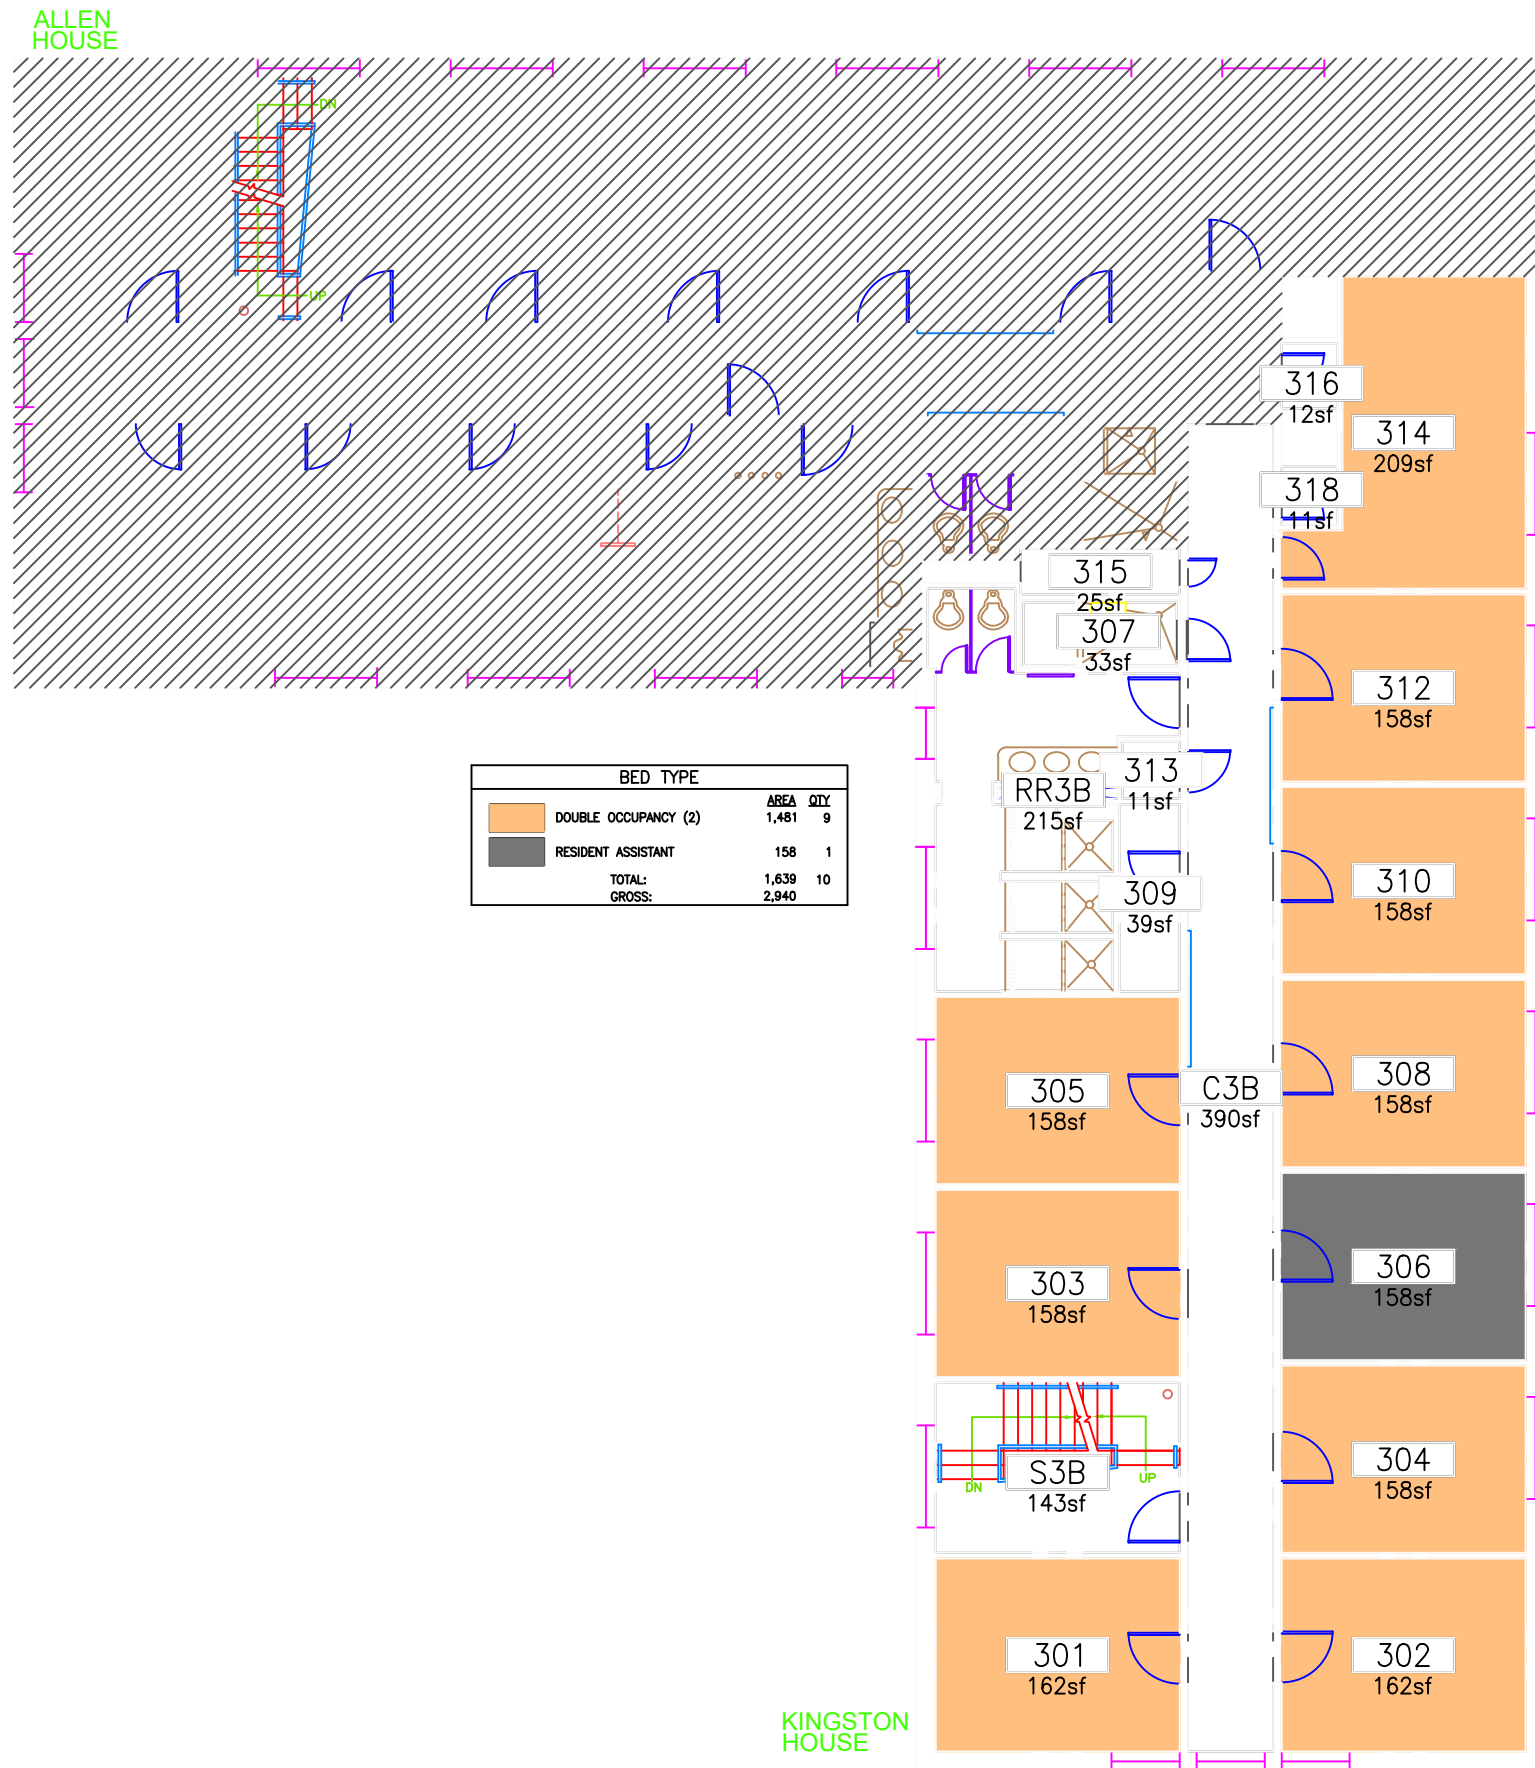 ALLEN
HOUSE
DN
UP
316
12sf
314
209sf
318
11sf
315
25sf
307
33sf
312
158sf
BED TYPE
AREA QTY
DOUBLE OCCUPANCY (2) 1,481 9
RESIDENT ASSISTANT 158 1
TOTAL: 1,639 10
GROSS: 2,940
313
11sf
RR3B
215sf
309
39sf
310
158sf
305
158sf
C3B
390sf
308
158sf
303
158sf
306
158sf
S3B
143sf
DN
UP
304
158sf
301
162sf
302
162sf
KINGSTON
HOUSE